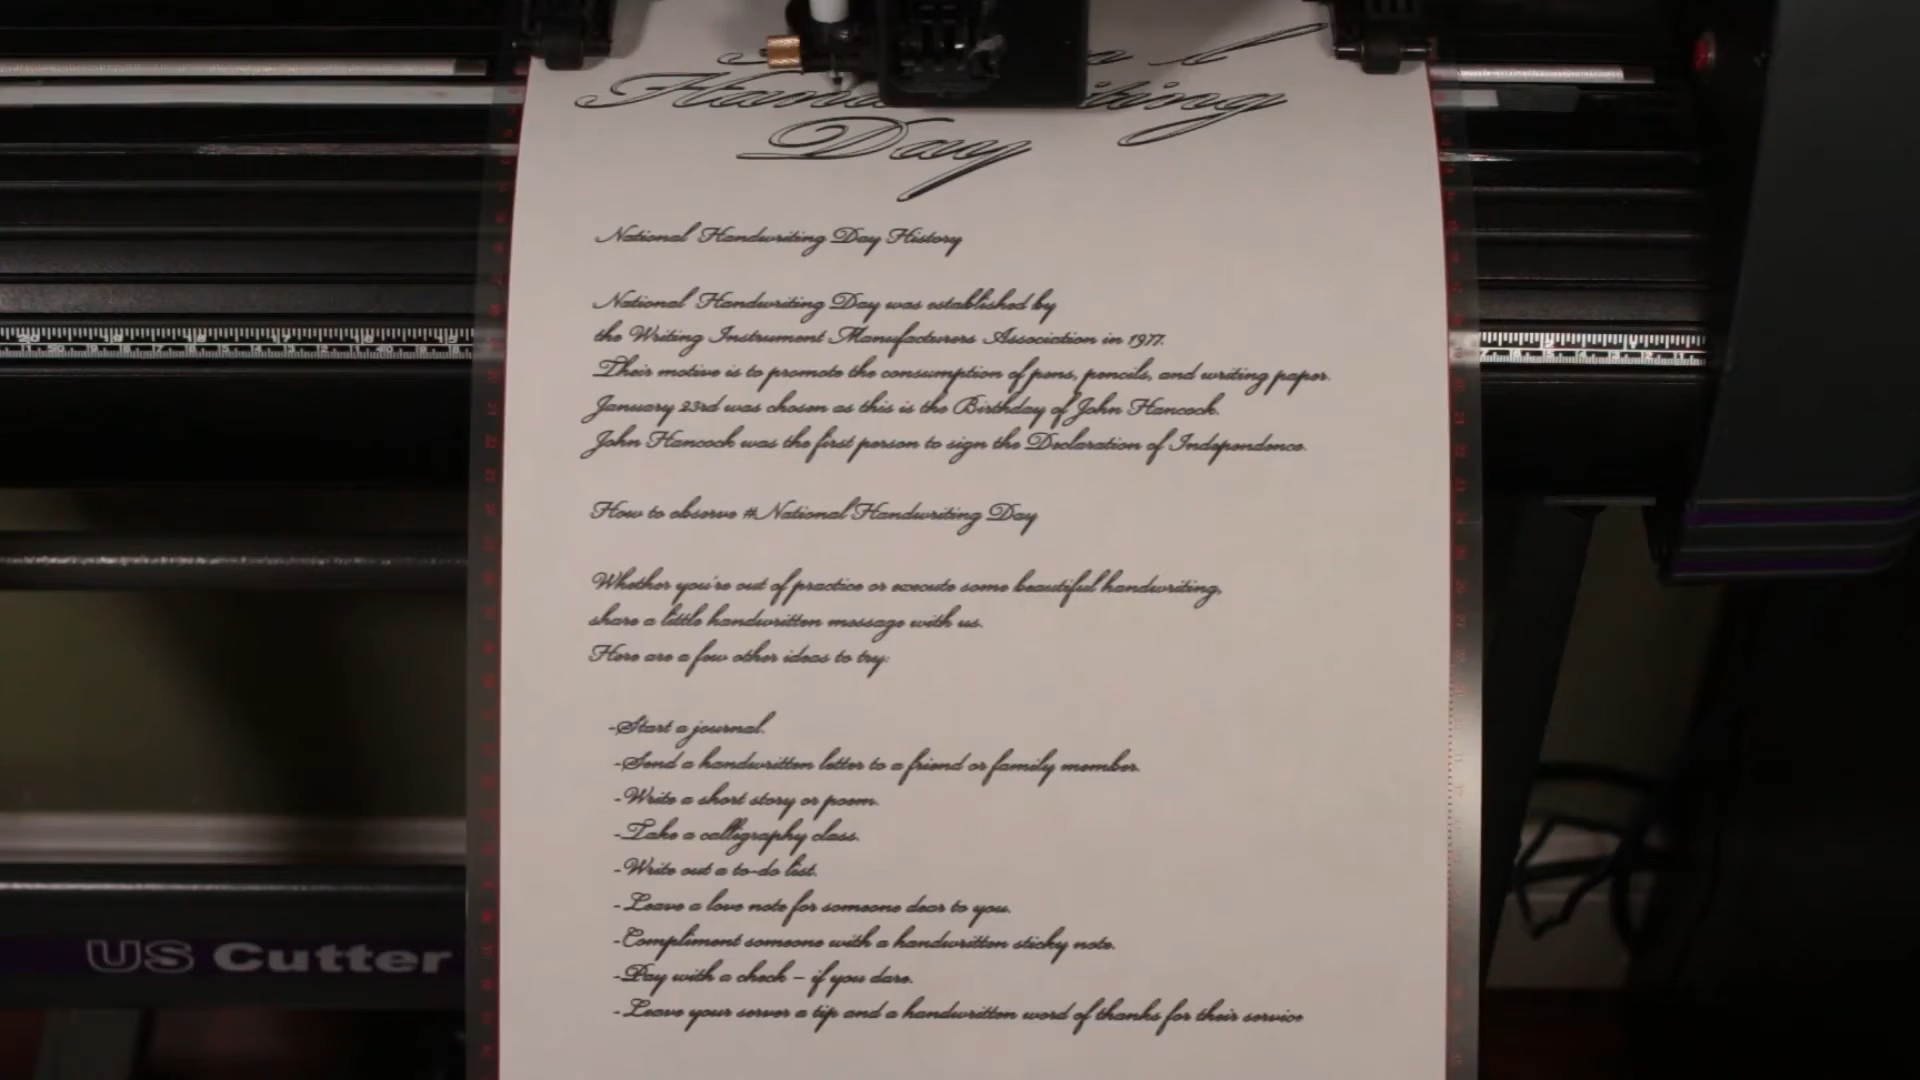 Day
National Handwriting Day History
National Handwriting Day was established by
the Writing Instrument Manufacturers Association in 1977.
Their motive is to promote the consumption of pens, pencils, and writing paper.
January 23rd was chosen as this is the Birthday of John Hancock.
John Hancock was the first person to sign the Declaration of Independence.
How to observe #National Handwriting Day
Whether you're out of practice or execute some beautiful handwriting,
share a little handwritten message with us.
Here are a few other ideas to try:
-Start a journal.
-Send a handwritten letter to a friend or family member.
-Write a short story or poem.
-Take a calligraphy class.
-Write out a to-do list.
-Leave a love note for someone dear to you.
-Compliment someone with a handwritten sticky note.
-Pay with a check – if you dare.
-Leave your server a tip and a handwritten word of thanks for their service
US Cutter